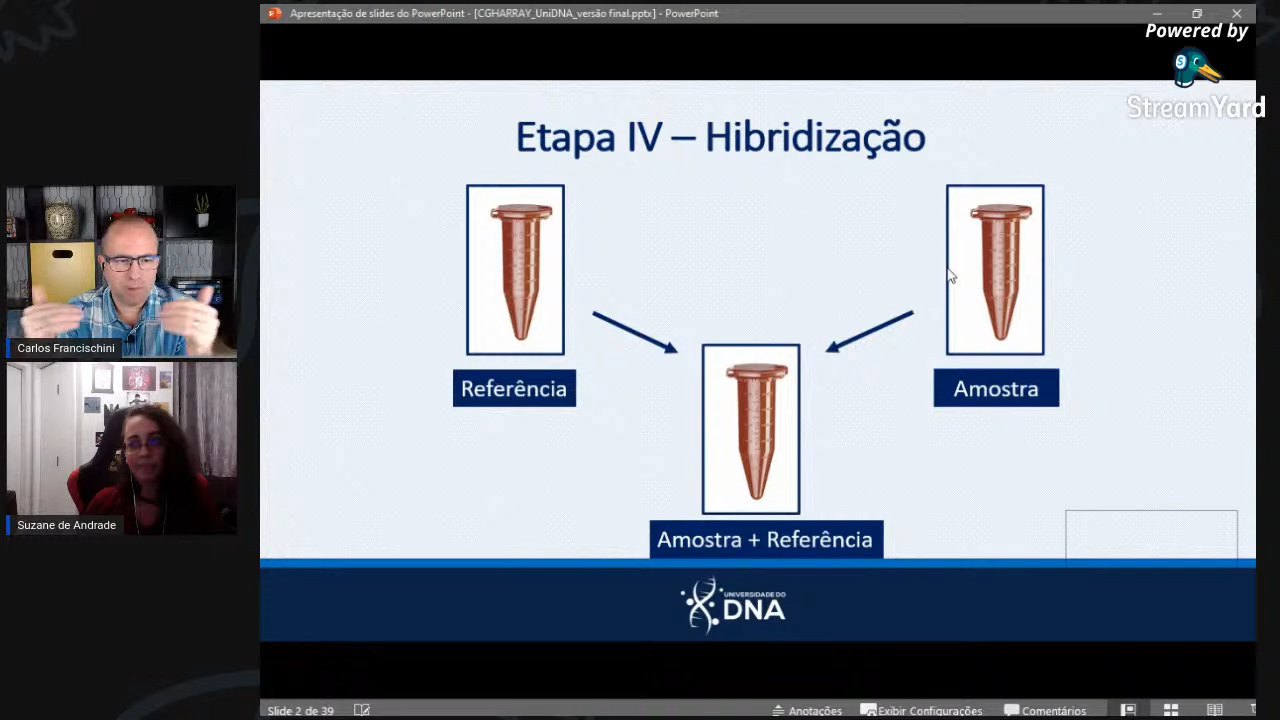 Apresentação de slides do PowerPoint - [CGHARRAY_UniDNA_versão final.pptx] - PowerPoint
Powered by
StreamYard
Etapa IV – Hibridização
Referência
Amostra
Amostra + Referência
Carlos Francischini
Suzane de Andrade
UNIVERSIDADE DO
DNA
Slide 2 de 39
Anotações
Exibir Configurações
Comentários